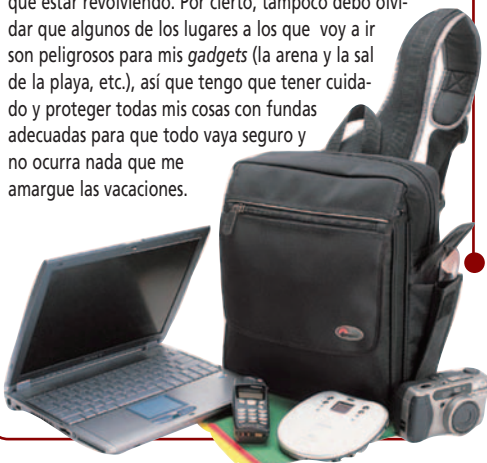 que estar revolviendo. Por cierto, tampoco debo olvi-
dar que algunos de los lugares a los que voy a ir
son peligrosos para mis gadgets (la arena y la sal
de la playa, etc.), así que tengo que tener cuida-
do y proteger todas mis cosas con fundas
adecuadas para que todo vaya seguro y
no ocurra nada que me
amargue las vacaciones.